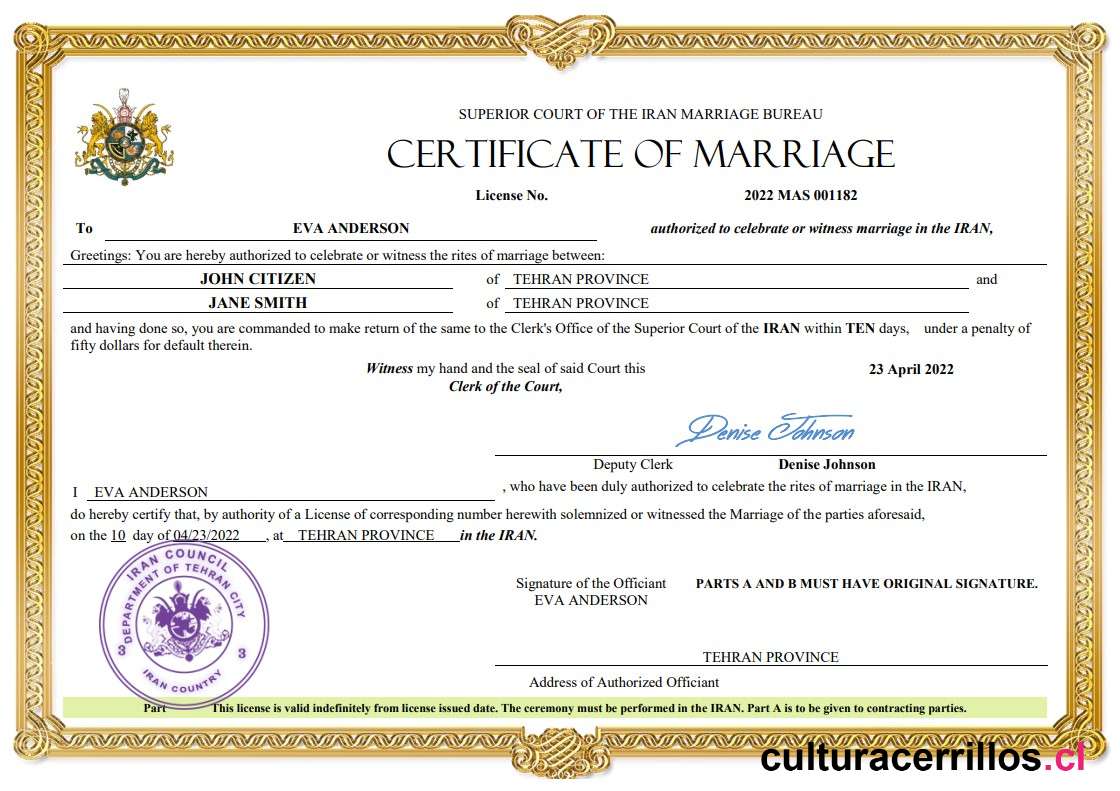 SUPERIOR COURT OF THE IRAN MARRIAGE BUREAU
CERTIFICATE OF MARRIAGE
License No. 2022 MAS 001182
To EVA ANDERSON authorized to celebrate or witness marriage in the IRAN,
Greetings: You are hereby authorized to celebrate or witness the rites of marriage between:
JOHN CITIZEN of TEHRAN PROVINCE and
JANE SMITH of TEHRAN PROVINCE
and having done so, you are commanded to make return of the same to the Clerk's Office of the Superior Court of the IRAN within TEN days, under a penalty of
fifty dollars for default therein.
Witness my hand and the seal of said Court this 23 April 2022
Clerk of the Court,
Denise Johnson
Deputy Clerk Denise Johnson
I EVA ANDERSON , who have been duly authorized to celebrate the rites of marriage in the IRAN,
do hereby certify that, by authority of a License of corresponding number herewith solemnized or witnessed the Marriage of the parties aforesaid,
on the 10 day of 04/23/2022 , at TEHRAN PROVINCE in the IRAN.
IRAN COUNCIL
DEPARTMENT OF TEHRAN CITY
3 3
IRAN COUNTRY
Signature of the Officiant PARTS A AND B MUST HAVE ORIGINAL SIGNATURE.
EVA ANDERSON
TEHRAN PROVINCE
Address of Authorized Officiant
Part This license is valid indefinitely from license issued date. The ceremony must be performed in the IRAN. Part A is to be given to contracting parties.
culturacerrillos.cl